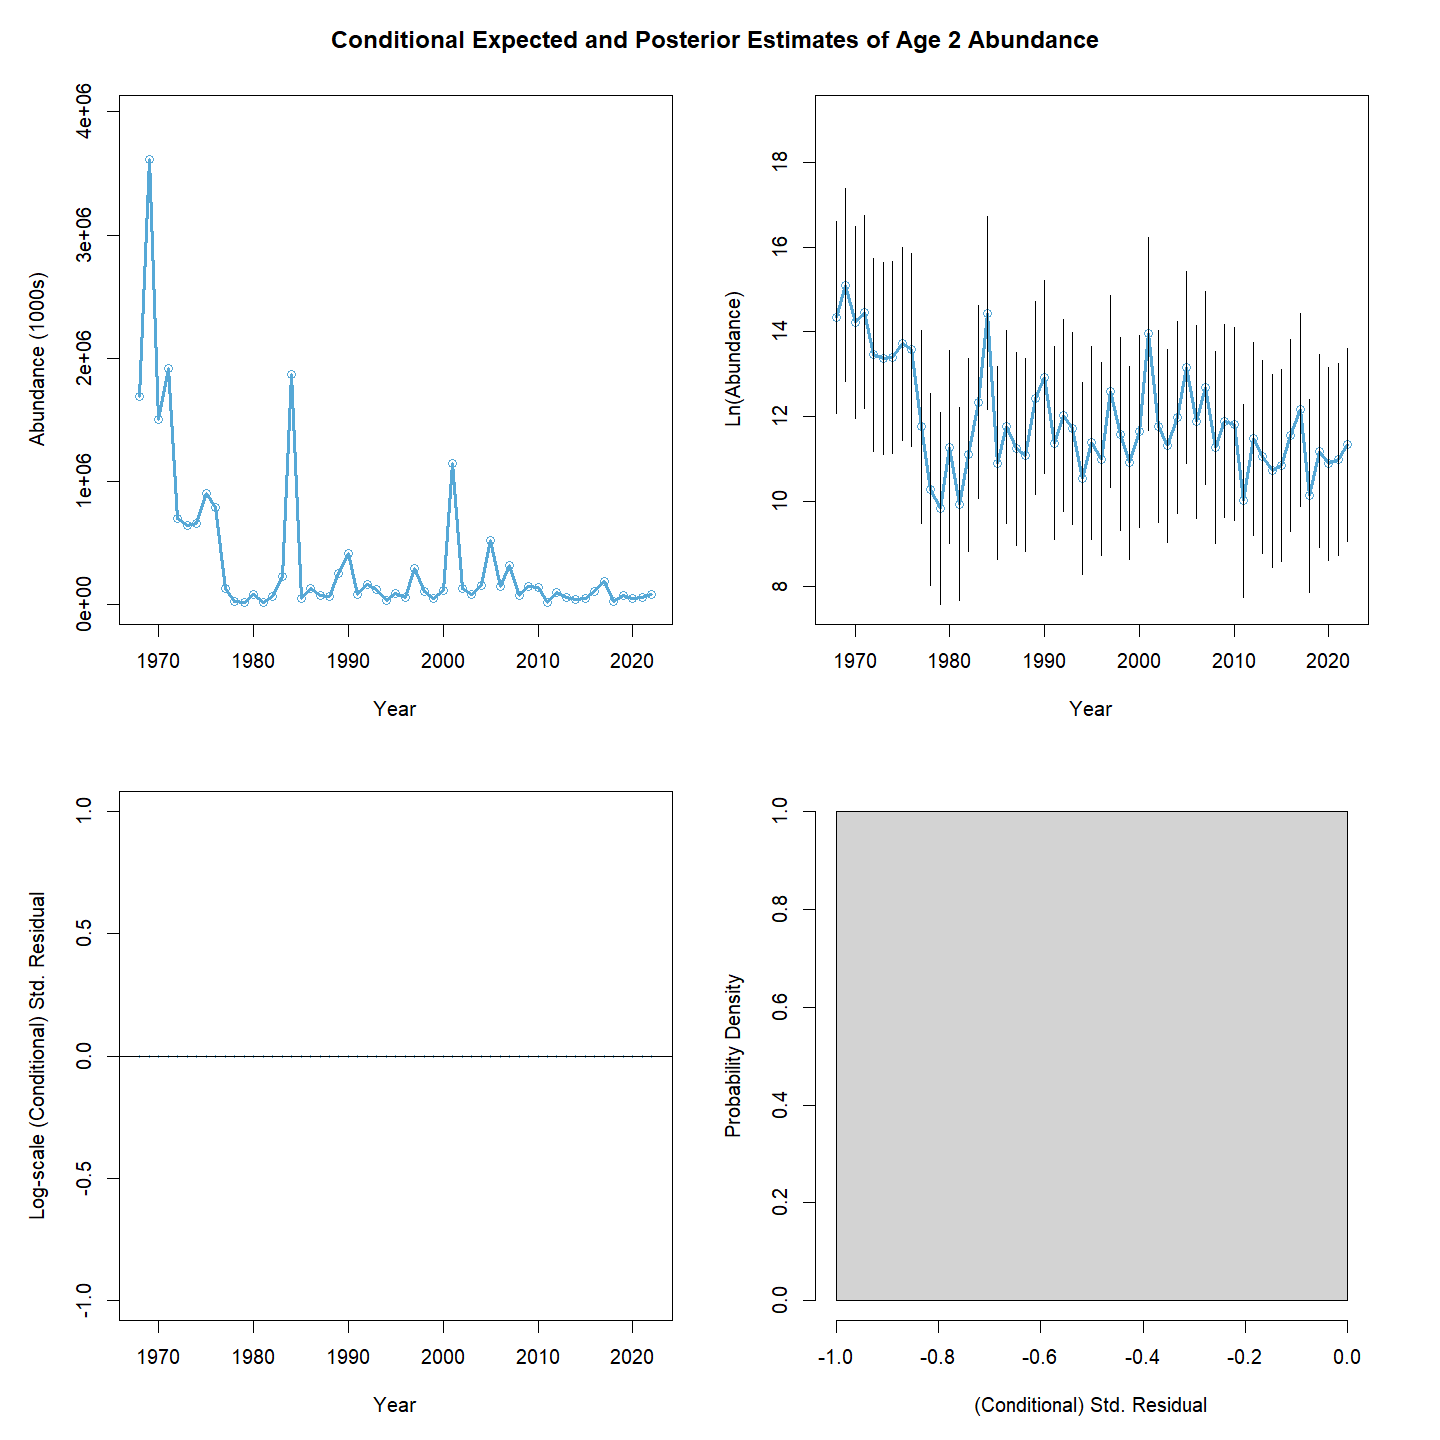 Conditional Expected and Posterior Estimates of Age 2 Abundance
Abundance (1000s)
4e+06
3e+06
2e+06
1e+06
0e+00
1970 1980 1990 2000 2010 2020
Year
Ln(Abundance)
18
16
14
12
10
8
1970 1980 1990 2000 2010 2020
Year
Log-scale (Conditional) Std. Residual
1.0
0.5
0.0
-0.5
-1.0
1970 1980 1990 2000 2010 2020
Year
Probability Density
1.0
0.8
0.6
0.4
0.2
0.0
-1.0 -0.8 -0.6 -0.4 -0.2 0.0
(Conditional) Std. Residual